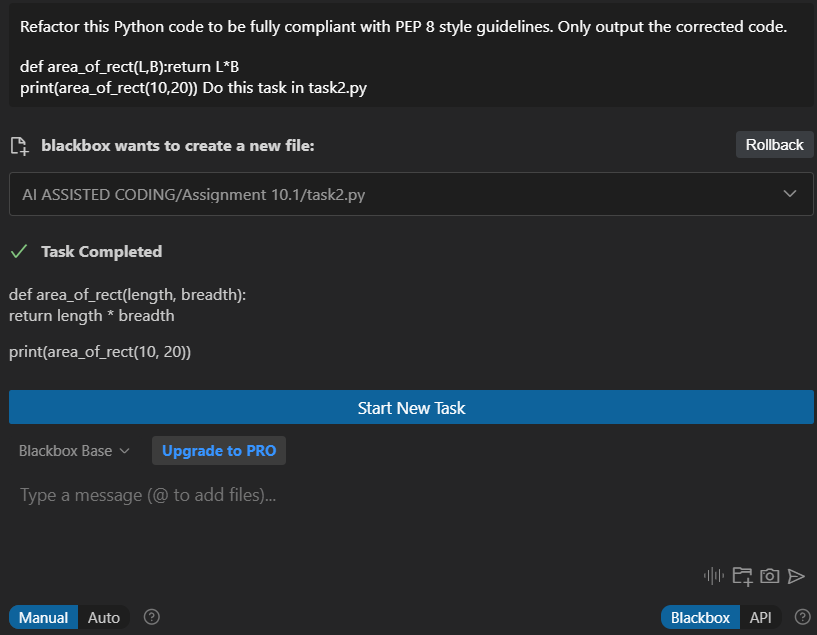 Refactor this Python code to be fully compliant with PEP 8 style guidelines. Only output the corrected code.
def area_of_rect(L,B):return L*B
print(area_of_rect(10,20)) Do this task in task2.py
blackbox wants to create a new file:
Rollback
AI ASSISTED CODING/Assignment 10.1/task2.py
Task Completed
def area_of_rect(length, breadth):
return length * breadth
print(area_of_rect(10, 20))
Start New Task
Blackbox Base
Upgrade to PRO
Type a message (@ to add files)...
Manual Auto ?
Blackbox API ?